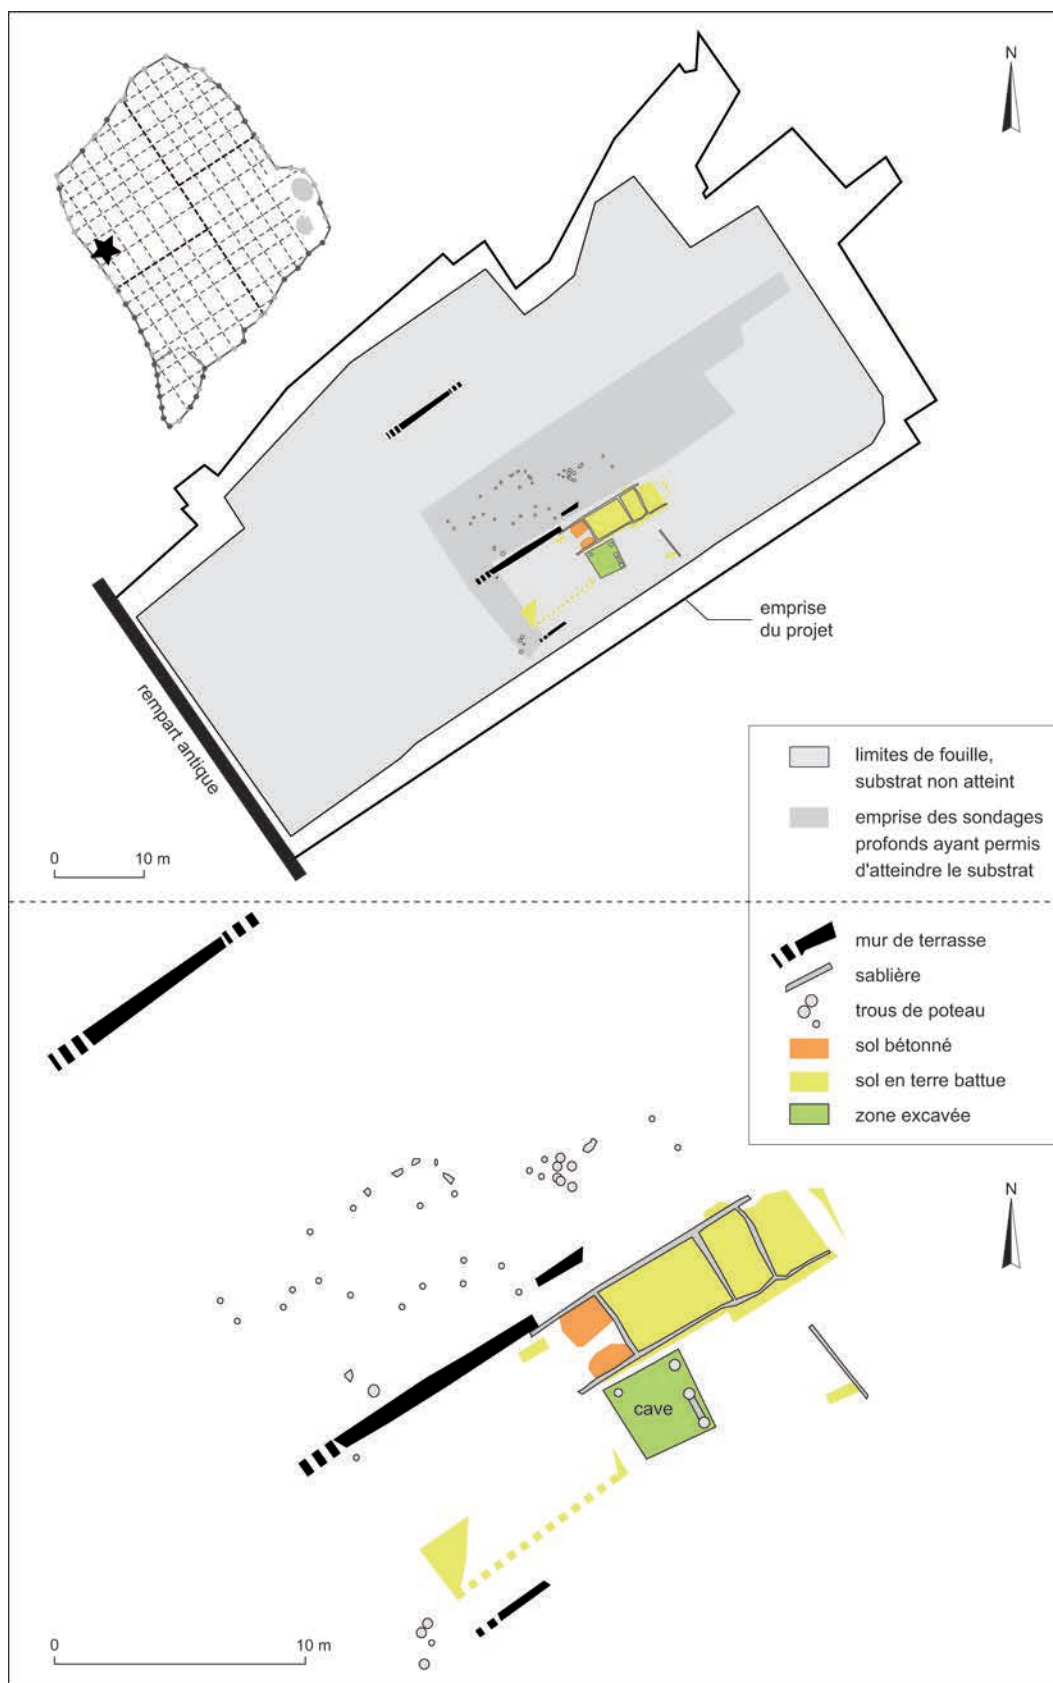 N
emprise
du projet
rempart antique
0 10 m
limites de fouille,
substrat non atteint
emprise des sondages
profonds ayant permis
d'atteindre le substrat
mur de terrasse
sablière
trous de poteau
sol bétonné
sol en terre battue
zone excavée
N
cave
0 10 m